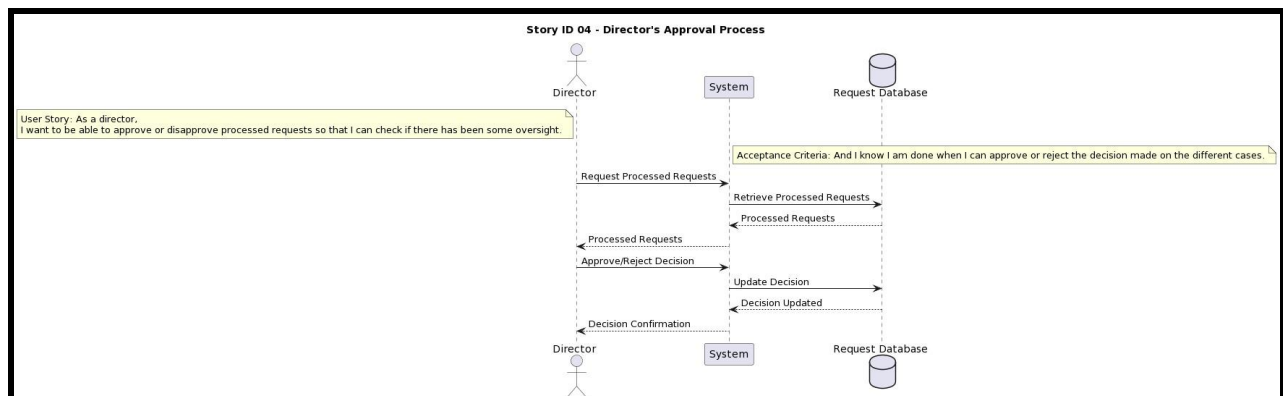 Story ID 04 - Director's Approval Process
Director
System
Request Database
User Story: As a director,
I want to be able to approve or disapprove processed requests so that I can check if there has been some oversight.
Acceptance Criteria: And I know I am done when I can approve or reject the decision made on the different cases.
Request Processed Requests
Retrieve Processed Requests
Processed Requests
Processed Requests
Approve/Reject Decision
Update Decision
Decision Updated
Decision Confirmation
Director
System
Request Database